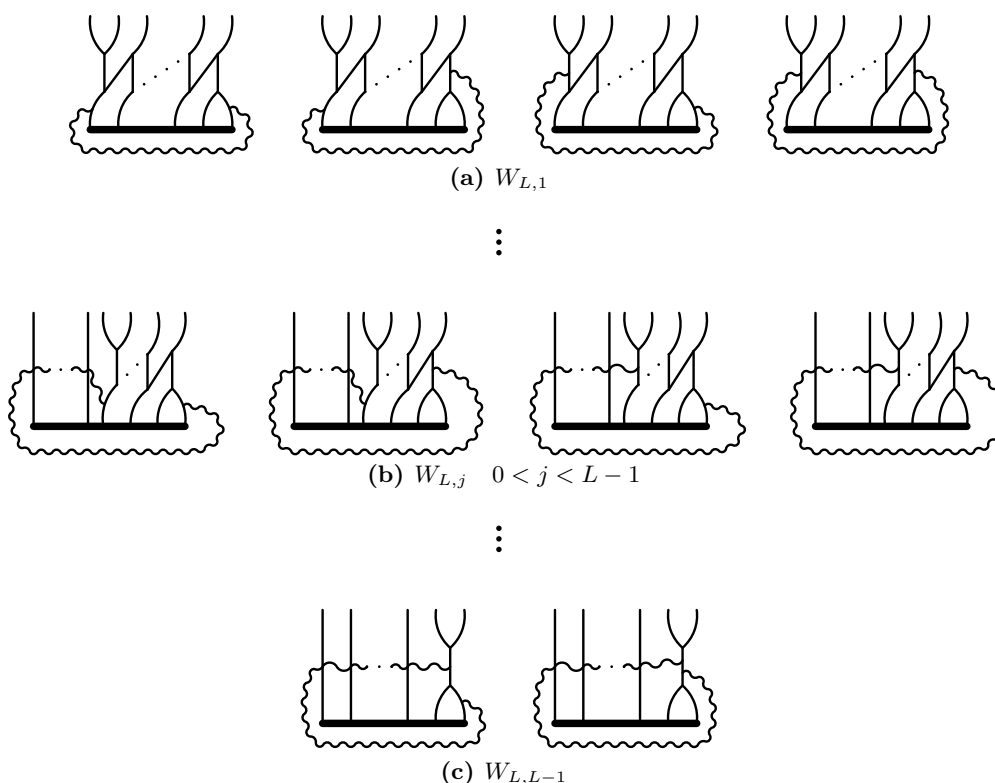 (a) W_{L,1}
(b) W_{L,j} 0 < j < L − 1
(c) W_{L,L−1}